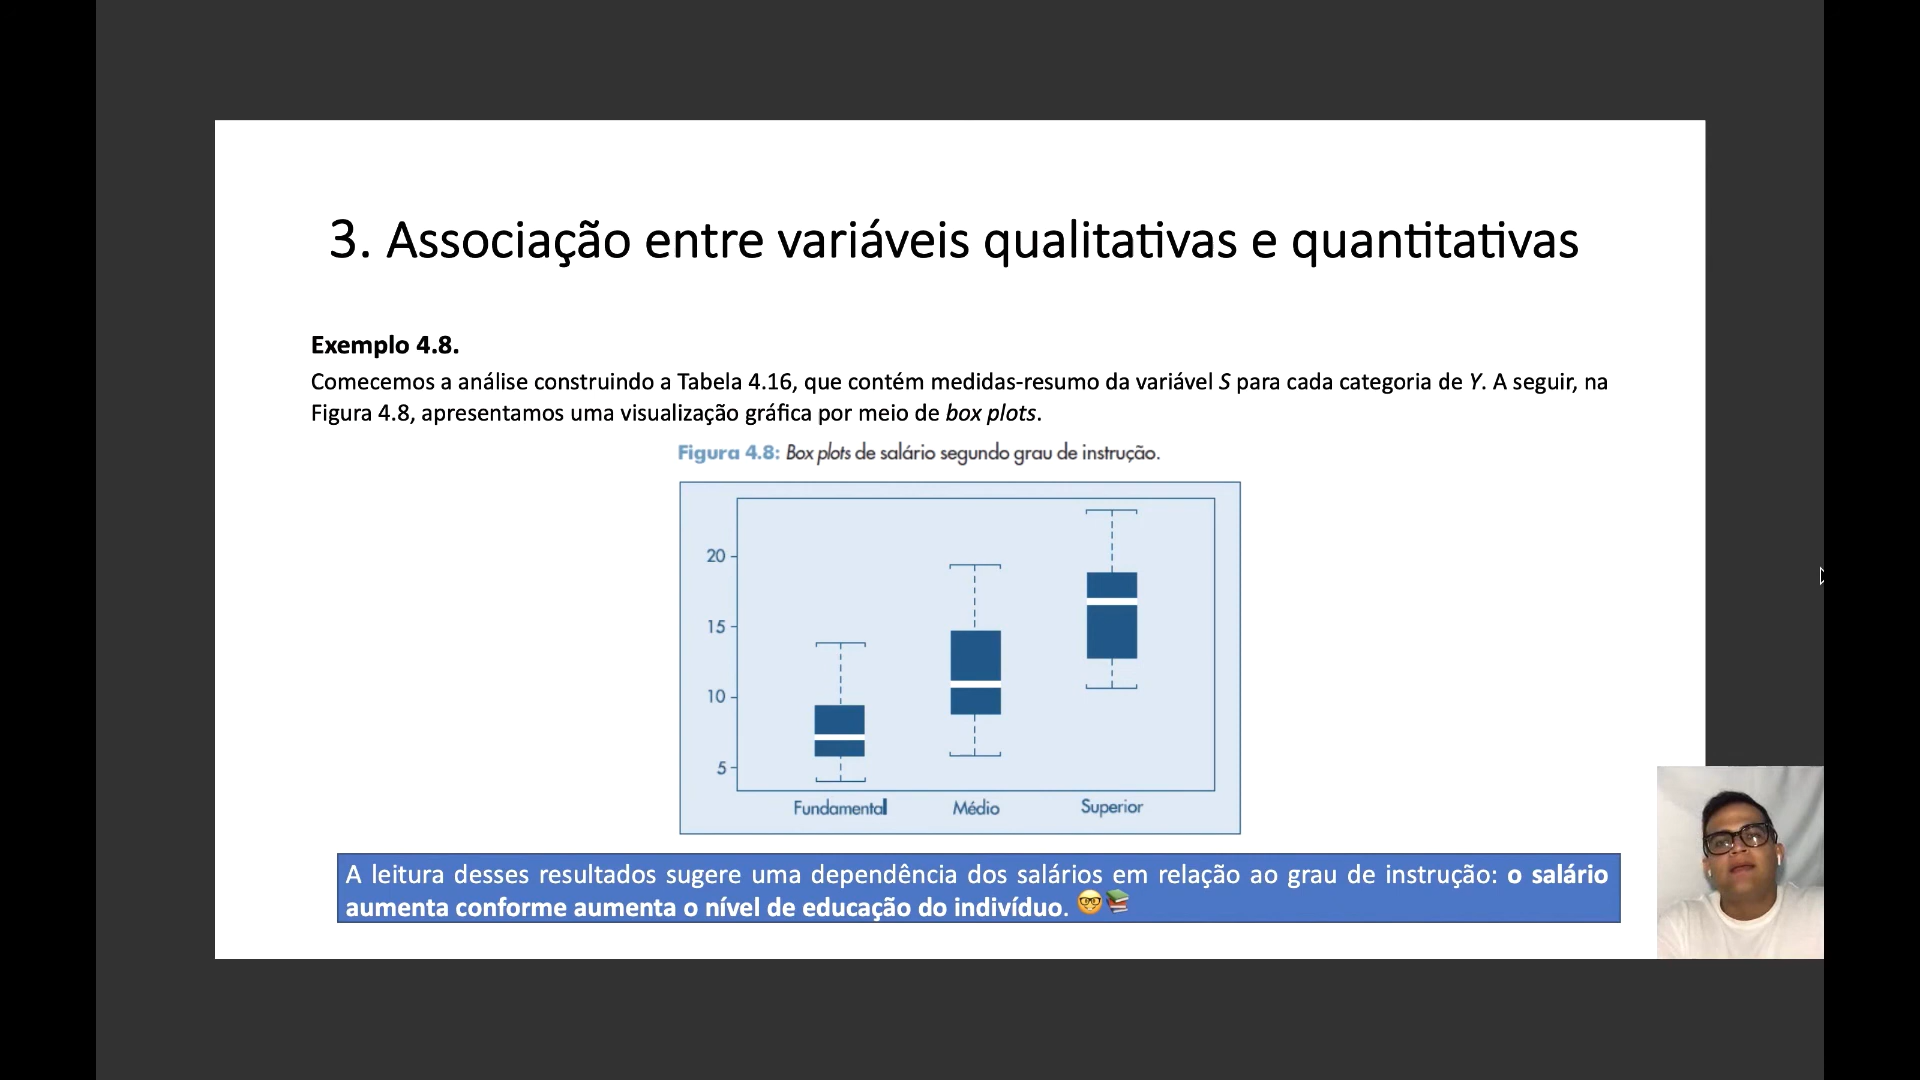 3. Associação entre variáveis qualitativas e quantitativas
Exemplo 4.8.
Comecemos a análise construindo a Tabela 4.16, que contém medidas-resumo da variável S para cada categoria de Y. A seguir, na
Figura 4.8, apresentamos uma visualização gráfica por meio de box plots.
Figura 4.8: Box plots de salário segundo grau de instrução.
20
15
10
5
Fundamental Médio Superior
A leitura desses resultados sugere uma dependência dos salários em relação ao grau de instrução: o salário
aumenta conforme aumenta o nível de educação do indivíduo. 🤓📚